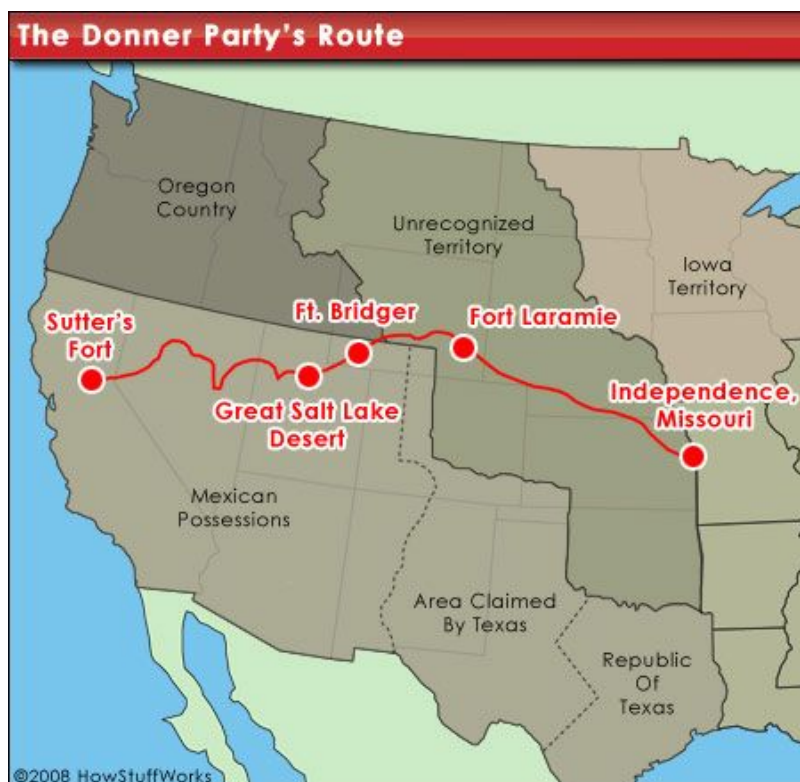 The Donner Party's Route
Oregon
Country
Unrecognized
Territory
Iowa
Territory
Sutter's
Fort
Ft. Bridger
Fort Laramie
Great Salt Lake
Desert
Independence,
Missouri
Mexican
Possessions
Area Claimed
By Texas
Republic
Of
Texas
©2008 HowStuffWorks